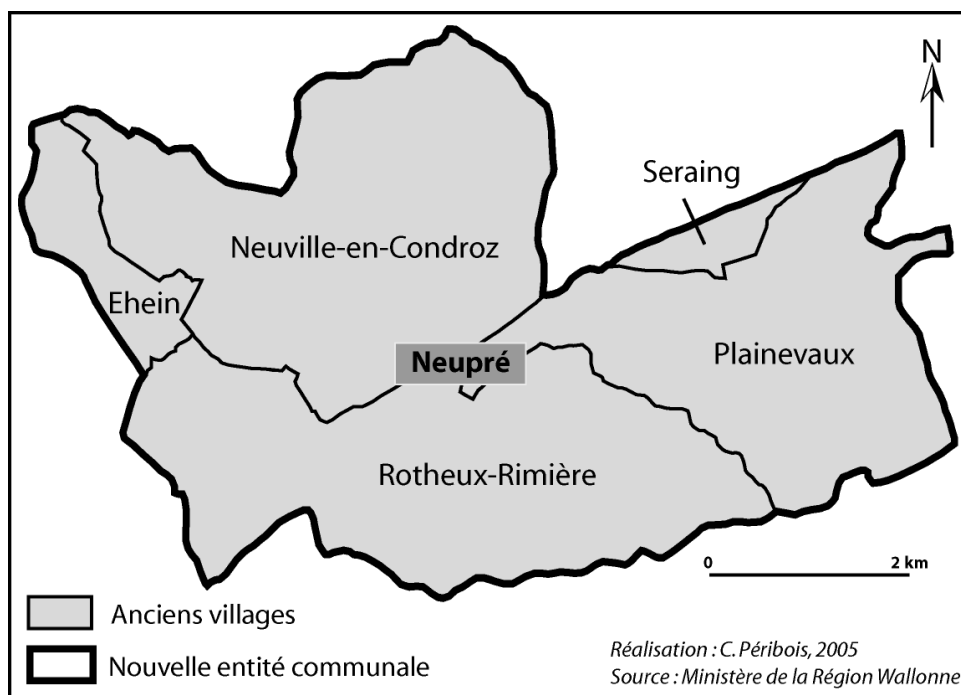 N
Seraing
Neuville-en-Condroz
Ehein
Neupré
Plainevaux
Rotheux-Rimière
0 2 km
Anciens villages
Nouvelle entité communale
Réalisation : C. Péribois, 2005
Source : Ministère de la Région Wallonne